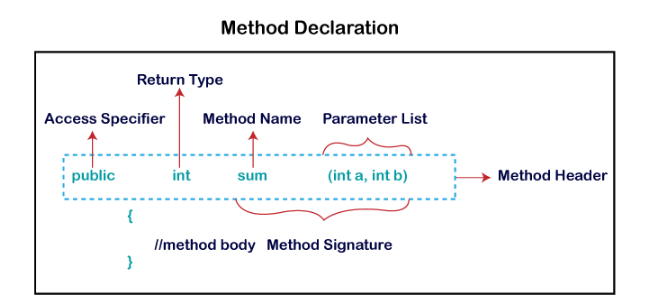 Method Declaration
Return Type
Access Specifier Method Name Parameter List
public int sum (int a, int b) Method Header
{
//method body Method Signature
}